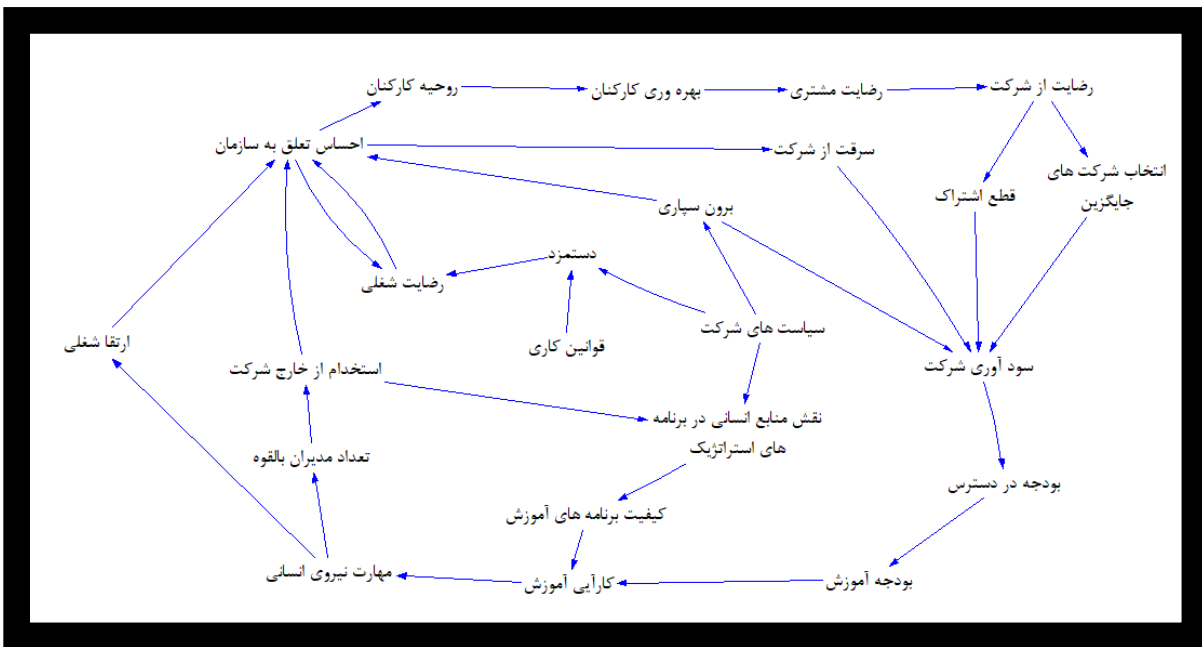 رضایت از شرکت
رضایت مشتری
بهره وری کارکنان
روحیه کارکنان
احساس تعلق به سازمان
سرقت از شرکت
انتخاب شرکت های
جایگزین
قطع اشتراک
برون سپاری
دستمزد
رضایت شغلی
سیاست های شرکت
قوانین کاری
ارتقا شغلی
سود آوری شرکت
استخدام از خارج شرکت
نقش منابع انسانی در برنامه
های استراتژیک
تعداد مدیران بالقوه
بودجه در دسترس
کیفیت برنامه های آموزش
مهارت نیروی انسانی
کارآیی آموزش
بودجه آموزش